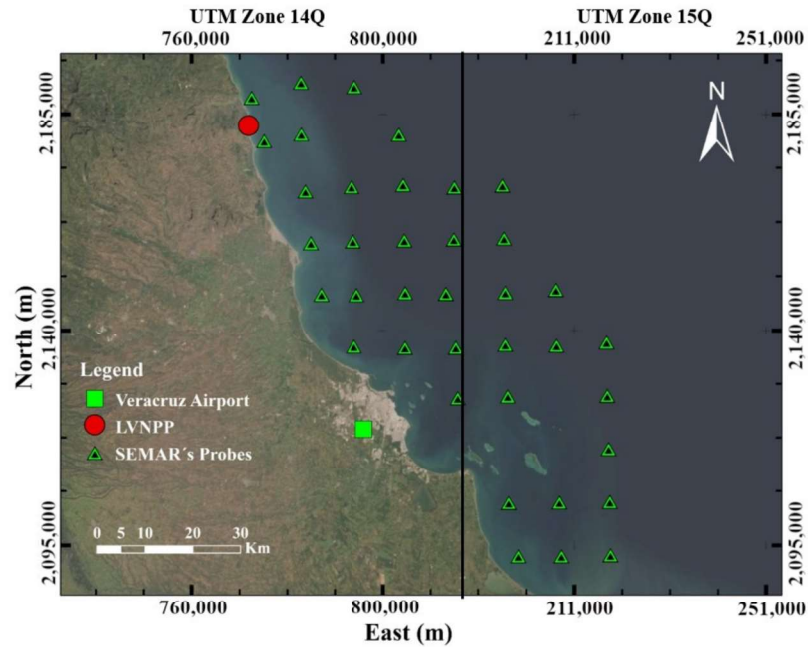 UTM Zone 14Q UTM Zone 15Q
760,000 800,000 211,000 251,000
N
2,185,000 2,185,000
2,140,000 2,140,000
2,095,000 2,095,000
North (m)
Legend
Veracruz Airport
LVNPP
SEMAR´s Probes
0 5 10 20 30
Km
760,000 800,000 211,000 251,000
East (m)